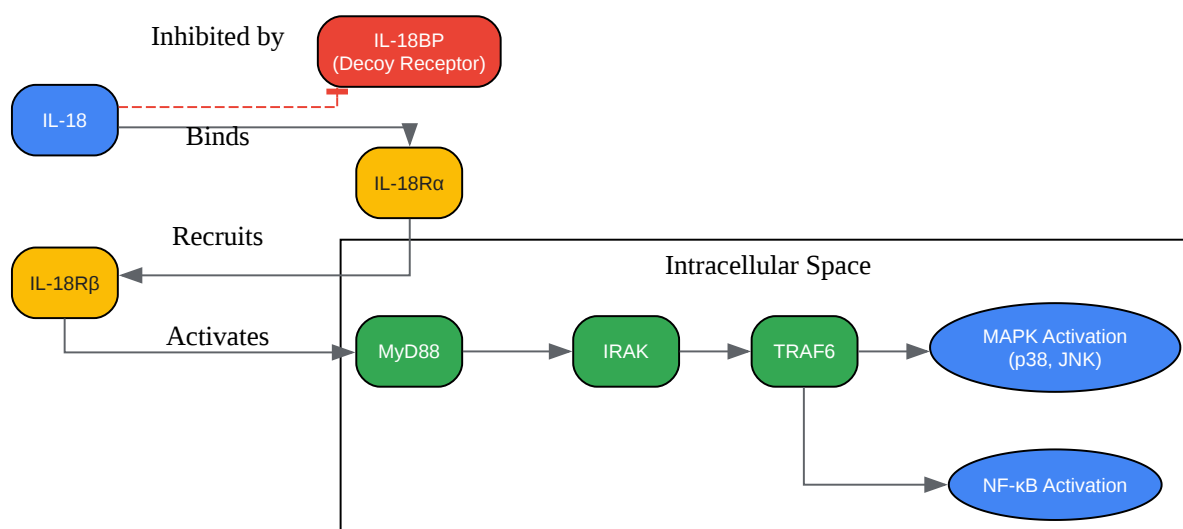 Inhibited by
IL-18BP
(Decoy Receptor)
IL-18
Binds
IL-18Rα
Recruits
Intracellular Space
IL-18Rβ
Activates
MyD88
IRAK
TRAF6
MAPK Activation
(p38, JNK)
NF-κB Activation